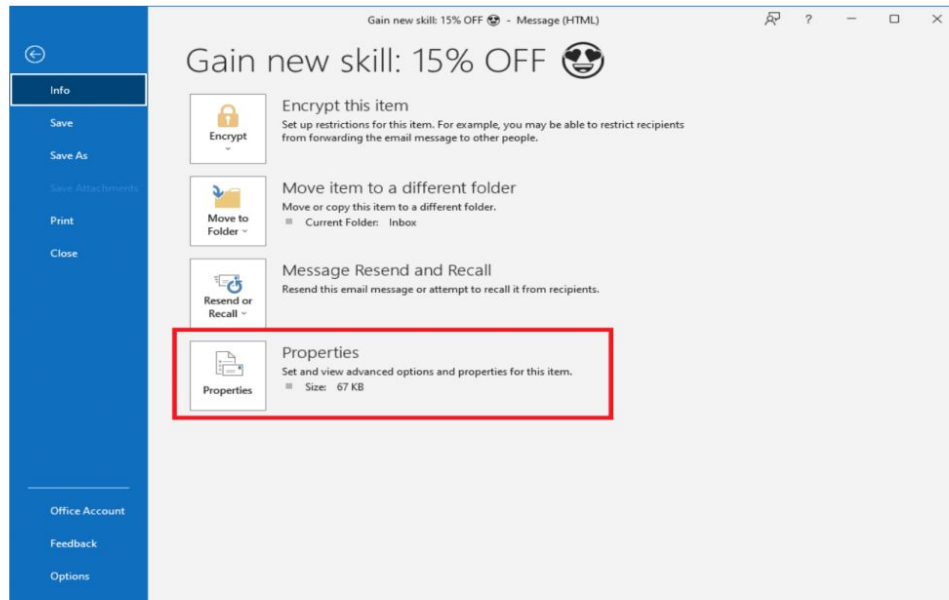 Gain new skill: 15% OFF 😍 - Message (HTML)
?
Gain new skill: 15% OFF 😍
Info
Save
Save As
Save Attachments
Print
Close
Encrypt
Encrypt this item
Set up restrictions for this item. For example, you may be able to restrict recipients
from forwarding the email message to other people.
Move to
Folder
Move item to a different folder
Move or copy this item to a different folder.
Current Folder: Inbox
Resend or
Recall
Message Resend and Recall
Resend this email message or attempt to recall it from recipients.
Properties
Properties
Set and view advanced options and properties for this item.
Size: 67 KB
Office Account
Feedback
Options